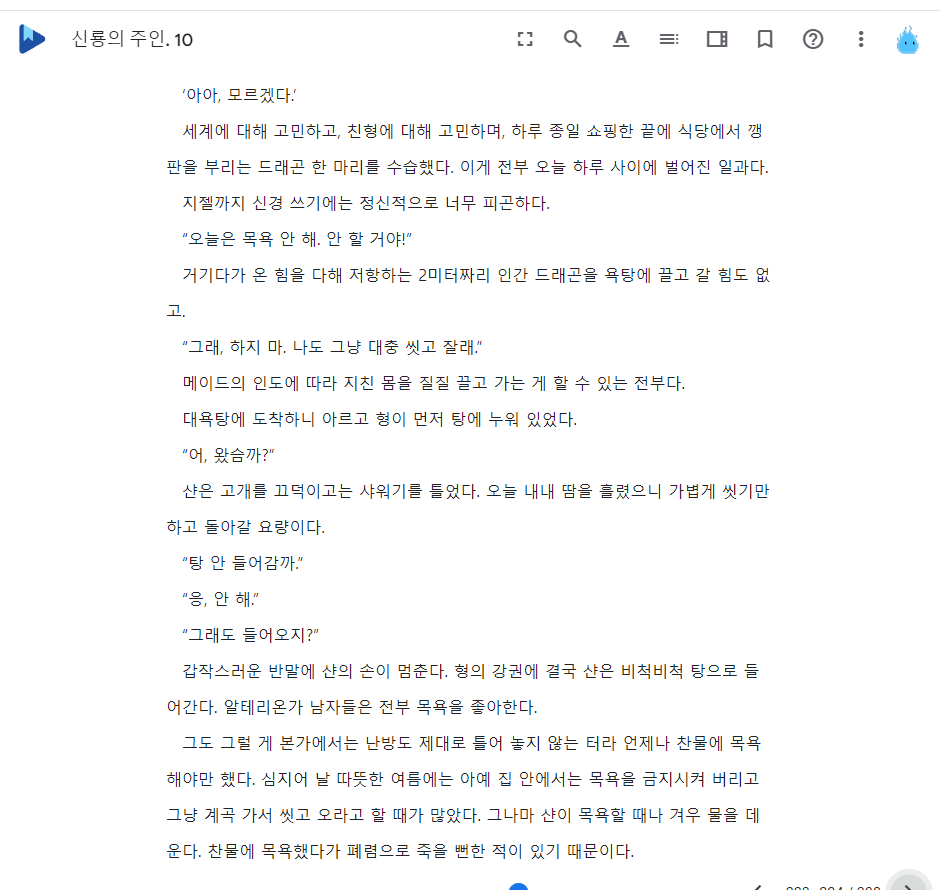 신룡의 주인. 10
‘아아, 모르겠다.’
세계에 대해 고민하고, 친형에 대해 고민하며, 하루 종일 쇼핑한 끝에 식당에서 깽
판을 부리는 드래곤 한 마리를 수습했다. 이게 전부 오늘 하루 사이에 벌어진 일과다.
지젤까지 신경 쓰기에는 정신적으로 너무 피곤하다.
“오늘은 목욕 안 해. 안 할 거야!”
거기다가 온 힘을 다해 저항하는 2미터짜리 인간 드래곤을 욕탕에 끌고 갈 힘도 없
고.
“그래, 하지 마. 나도 그냥 대충 씻고 잘래.”
메이드의 인도에 따라 지친 몸을 질질 끌고 가는 게 할 수 있는 전부다.
대욕탕에 도착하니 아르고 형이 먼저 탕에 누워 있었다.
“어, 왔슴까?”
샨은 고개를 끄덕이고는 샤워기를 틀었다. 오늘 내내 땀을 흘렸으니 가볍게 씻기만
하고 돌아갈 요량이다.
“탕 안 들어감까.”
“응, 안 해.”
“그래도 들어오지?”
갑작스러운 반말에 샨의 손이 멈춘다. 형의 강권에 결국 샨은 비척비척 탕으로 들
어간다. 알테리온가 남자들은 전부 목욕을 좋아한다.
그도 그럴 게 본가에서는 난방도 제대로 틀어 놓지 않는 터라 언제나 찬물에 목욕
해야만 했다. 심지어 날 따뜻한 여름에는 아예 집 안에서는 목욕을 금지시켜 버리고
그냥 계곡 가서 씻고 오라고 할 때가 많았다. 그나마 샨이 목욕할 때나 겨우 물을 데
운다. 찬물에 목욕했다가 폐렴으로 죽을 뻔한 적이 있기 때문이다.